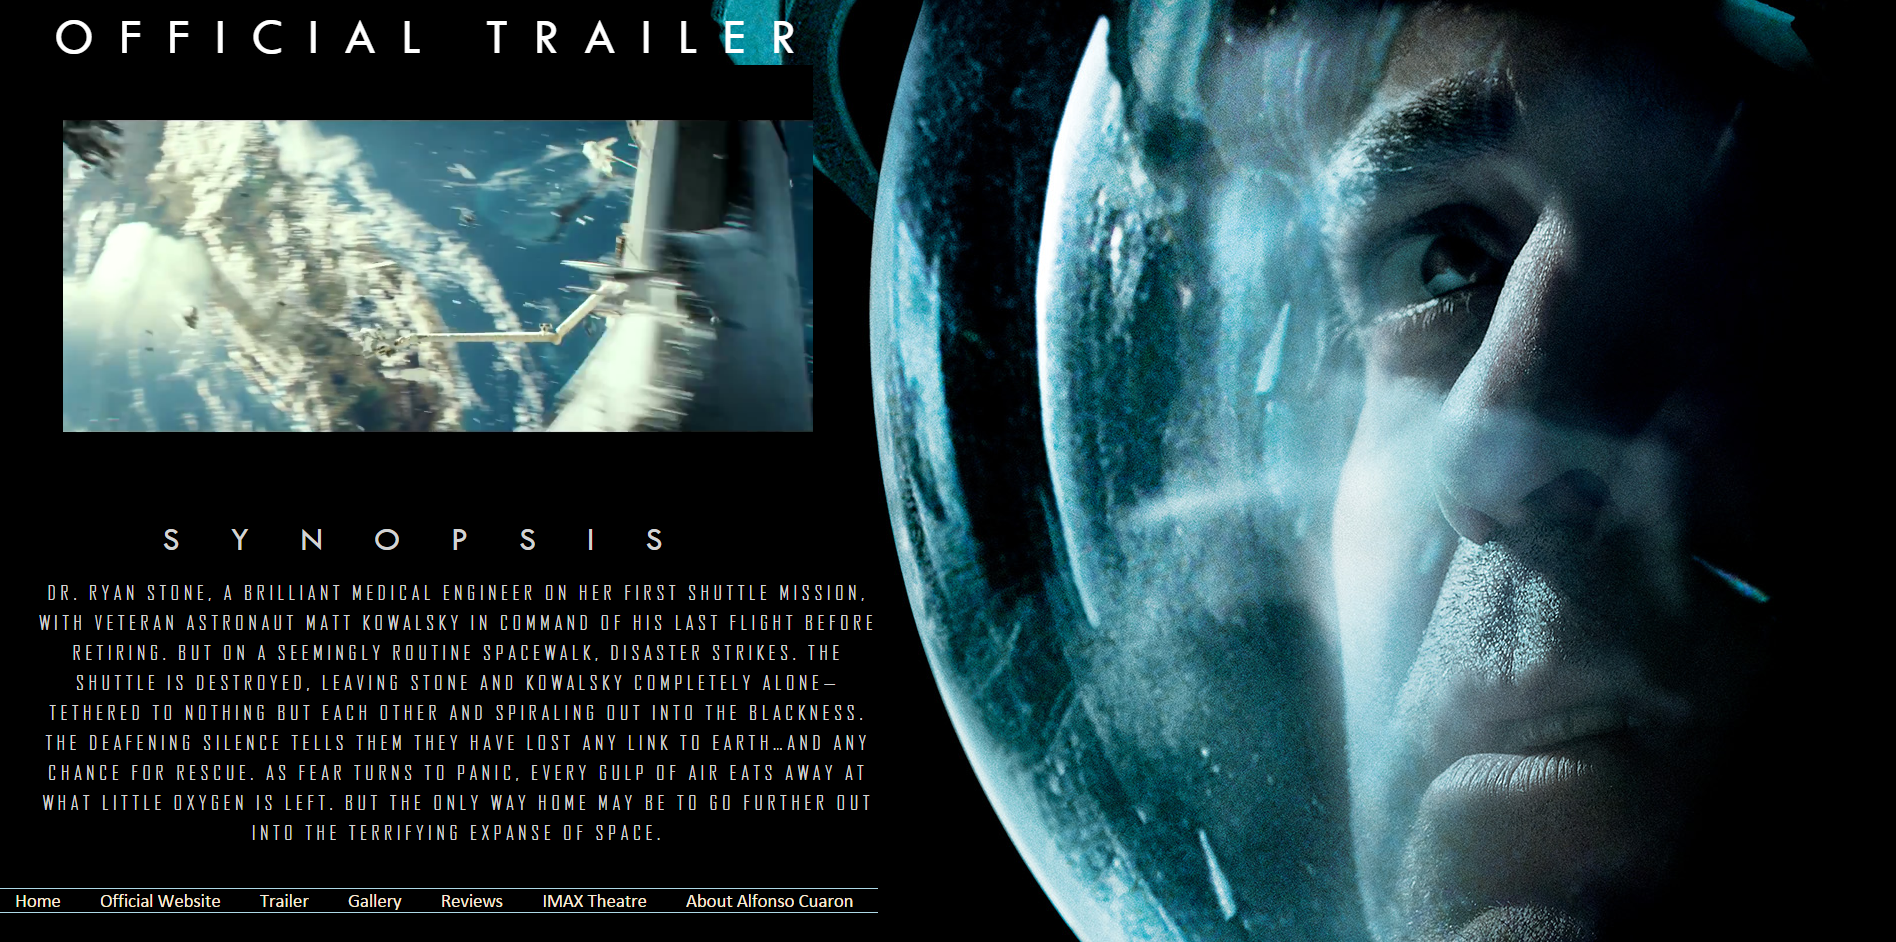 OFFICIAL TRAILER
SYNOPSIS
DR. RYAN STONE, A BRILLIANT MEDICAL ENGINEER ON HER FIRST SHUTTLE MISSION,
WITH VETERAN ASTRONAUT MATT KOWALSKY IN COMMAND OF HIS LAST FLIGHT BEFORE
RETIRING. BUT ON A SEEMINGLY ROUTINE SPACEWALK, DISASTER STRIKES. THE
SHUTTLE IS DESTROYED, LEAVING STONE AND KOWALSKY COMPLETELY ALONE—
TETHERED TO NOTHING BUT EACH OTHER AND SPIRALING OUT INTO THE BLACKNESS.
THE DEAFENING SILENCE TELLS THEM THEY HAVE LOST ANY LINK TO EARTH...AND ANY
CHANCE FOR RESCUE. AS FEAR TURNS TO PANIC, EVERY GULP OF AIR EATS AWAY AT
WHAT LITTLE OXYGEN IS LEFT. BUT THE ONLY WAY HOME MAY BE TO GO FURTHER OUT
INTO THE TERRIFYING EXPANSE OF SPACE.
Home Official Website Trailer Gallery Reviews IMAX Theatre About Alfonso Cuaron